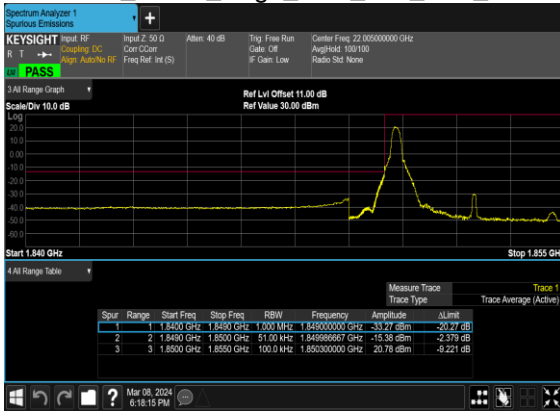 Spectrum Analyzer 1
Spurious Emissions
+
KEYSIGHT Input: RF Input Z: 50 Ω Atten: 40 dB Trig: Free Run Center Freq: 22.005000000 GHz
R T Coupling: DC Corr CCorr Gate: Off Avg|Hold: 100/100
Align: Auto/No RF Freq Ref: Int (S) IF Gain: Low Radio Std: None
PASS
3 All Range Graph
Ref Lvl Offset 11.00 dB
Scale/Div 10.0 dB Ref Value 30.00 dBm
Log
20.0
10.0
0.00
-10.0
-20.0
-30.0
-40.0
-50.0
-60.0
Start 1.840 GHz Stop 1.855 GH
4 All Range Table
Measure Trace Trace 1
Trace Type Trace Average (Active)
Spur Range Start Freq Stop Freq RBW Frequency Amplitude ΔLimit
1 1 1.8400 GHz 1.8490 GHz 1.000 MHz 1.849000000 GHz -33.27 dBm -20.27 dB
2 2 1.8490 GHz 1.8500 GHz 51.00 kHz 1.849986667 GHz -15.38 dBm -2.379 dB
3 3 1.8500 GHz 1.8550 GHz 100.0 kHz 1.850300000 GHz 20.78 dBm -9.221 dB
? Mar 08, 2024
6:18:15 PM